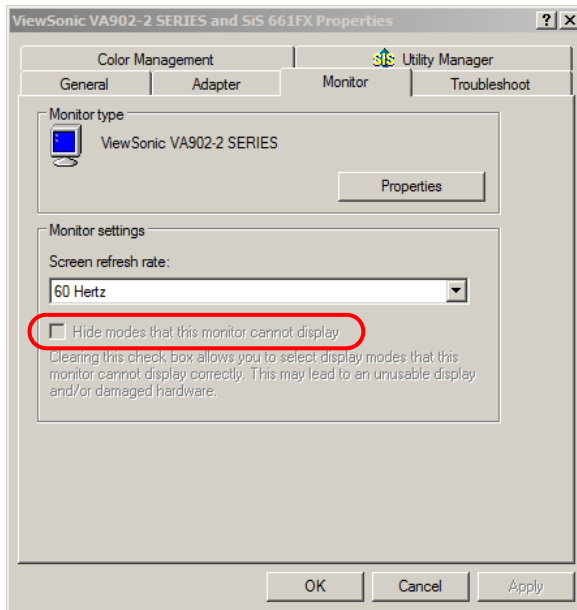 ViewSonic VA902-2 SERIES and SiS 661FX Properties
?
X
Color Management
SiS Utility Manager
General
Adapter
Monitor
Troubleshoot
Monitor type
ViewSonic VA902-2 SERIES
Properties
Monitor settings
Screen refresh rate:
60 Hertz
Hide modes that this monitor cannot display
Clearing this check box allows you to select display modes that this
monitor cannot display correctly. This may lead to an unusable display
and/or damaged hardware.
OK
Cancel
Apply